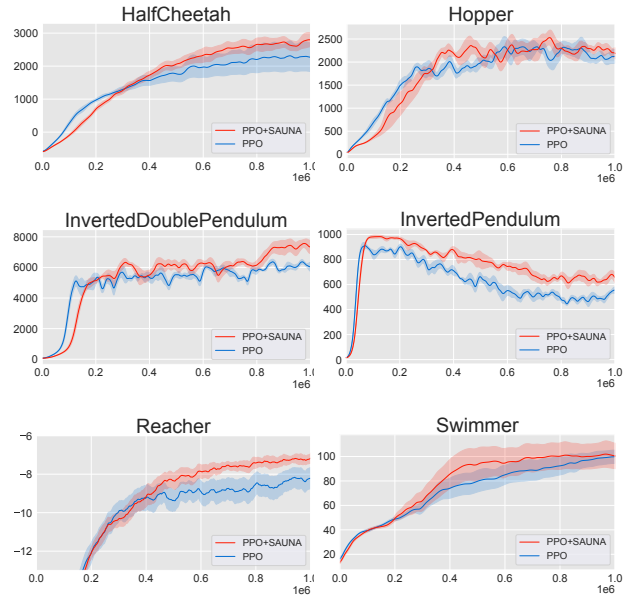 HalfCheetah
3000
2000
1000
0
PPO+SAUNA
PPO
0.0 0.2 0.4 0.6 0.8 1.0
1e6
Hopper
2500
2000
1500
1000
500
0
PPO+SAUNA
PPO
0.0 0.2 0.4 0.6 0.8 1.0
1e6
InvertedDoublePendulum
8000
6000
4000
2000
0
PPO+SAUNA
PPO
0.0 0.2 0.4 0.6 0.8 1.0
1e6
InvertedPendulum
1000
800
600
400
200
0
PPO+SAUNA
PPO
0.0 0.2 0.4 0.6 0.8 1.0
1e6
Reacher
−6
−8
−10
−12
PPO+SAUNA
PPO
0.0 0.2 0.4 0.6 0.8 1.0
1e6
Swimmer
100
80
60
40
20
PPO+SAUNA
PPO
0.0 0.2 0.4 0.6 0.8 1.0
1e6